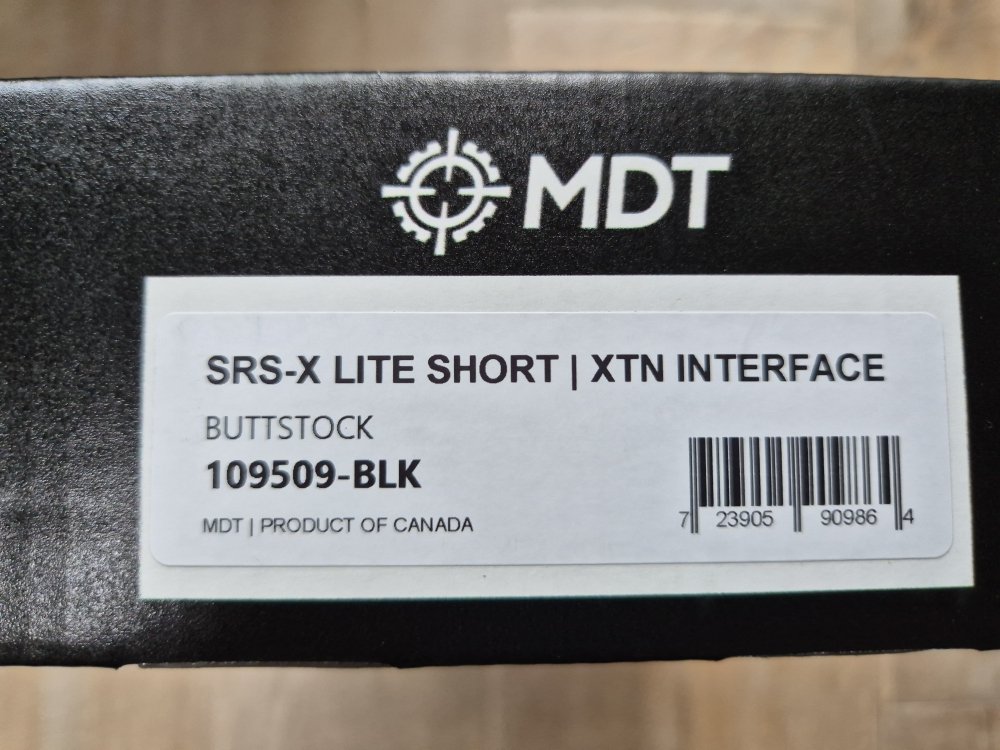 MDT
SRS-X LITE SHORT | XTN INTERFACE
BUTTSTOCK
109509-BLK
MDT | PRODUCT OF CANADA
7 23905 90986 4